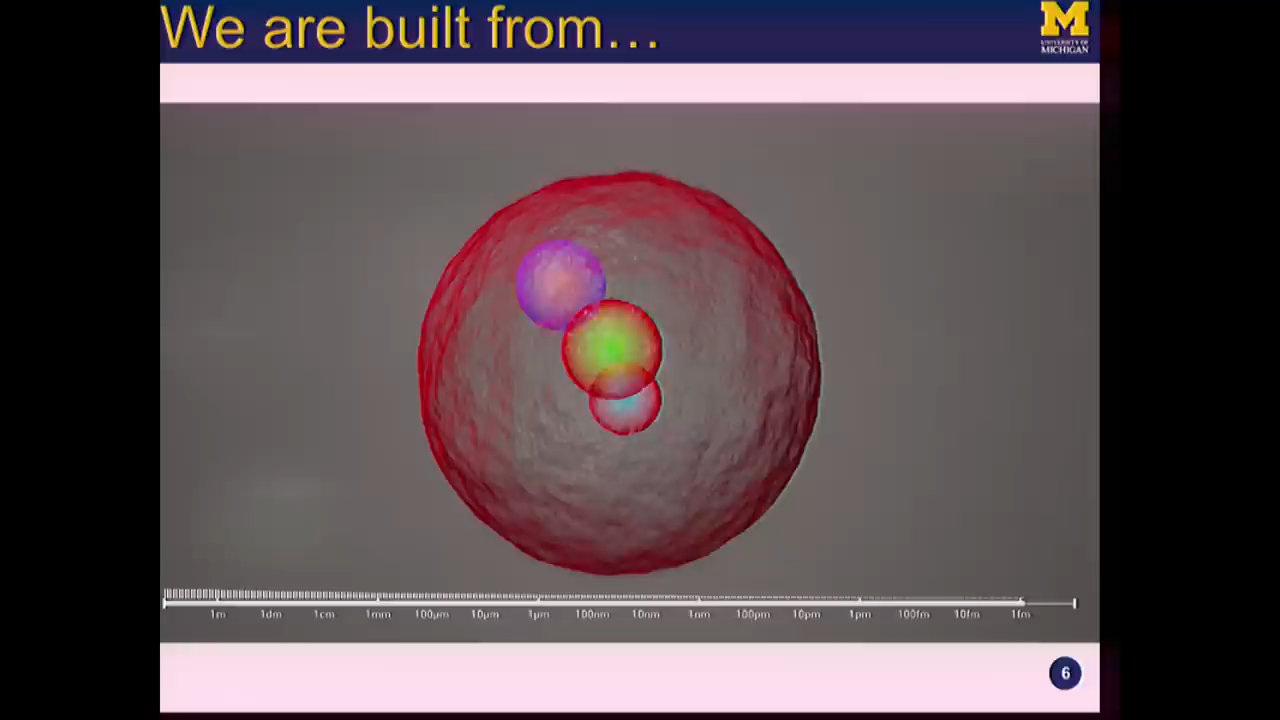 We are built from...
M
UNIVERSITY OF
MICHIGAN
1m 1dm 1cm 1mm 100µm 10µm 1µm 100nm 10nm 1nm 100pm 10pm 1pm 100fm 10fm 1fm
6